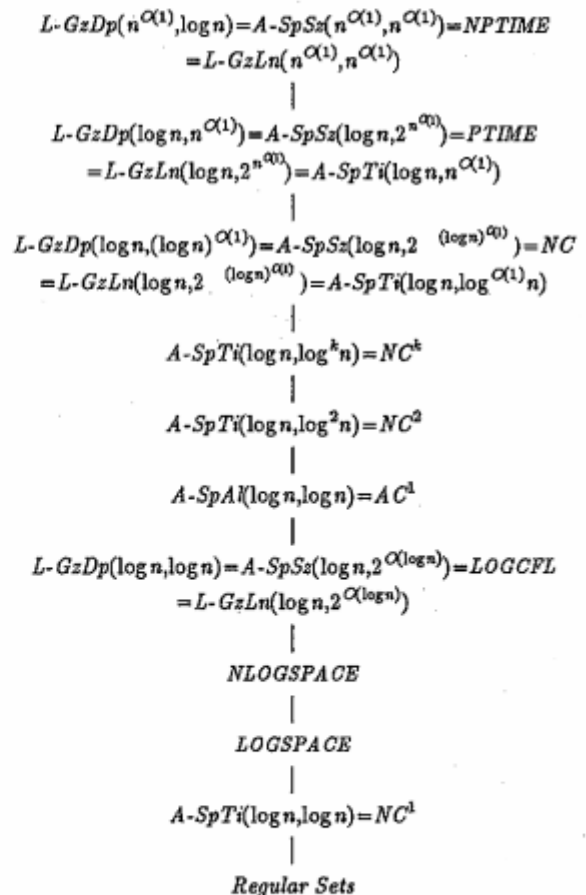 L-GzDp(n^{O(1)},log n)=A-SpSz(n^{O(1)},n^{O(1)})=NPTIME
=L-GzLn(n^{O(1)},n^{O(1)})
L-GzDp(log n,n^{O(1)})=A-SpSz(log n,2^{n^{O(1)}})=PTIME
=L-GzLn(log n,2^{n^{O(1)}})=A-SpTi(log n,n^{O(1)})
L-GzDp(log n,(log n)^{O(1)})=A-SpSz(log n,2^{(log n)^{O(1)}})=NC
=L-GzLn(log n,2^{(log n)^{O(1)}})=A-SpTi(log n,log^{O(1)} n)
A-SpTi(log n,log^k n)=NC^k
A-SpTi(log n,log^2 n)=NC^2
A-SpAl(log n,log n)=AC^1
L-GzDp(log n,log n)=A-SpSz(log n,2^{O(log n)})=LOGCFL
=L-GzLn(log n,2^{O(log n)})
NLOGSPACE
LOGSPACE
A-SpTi(log n,log n)=NC^1
Regular Sets